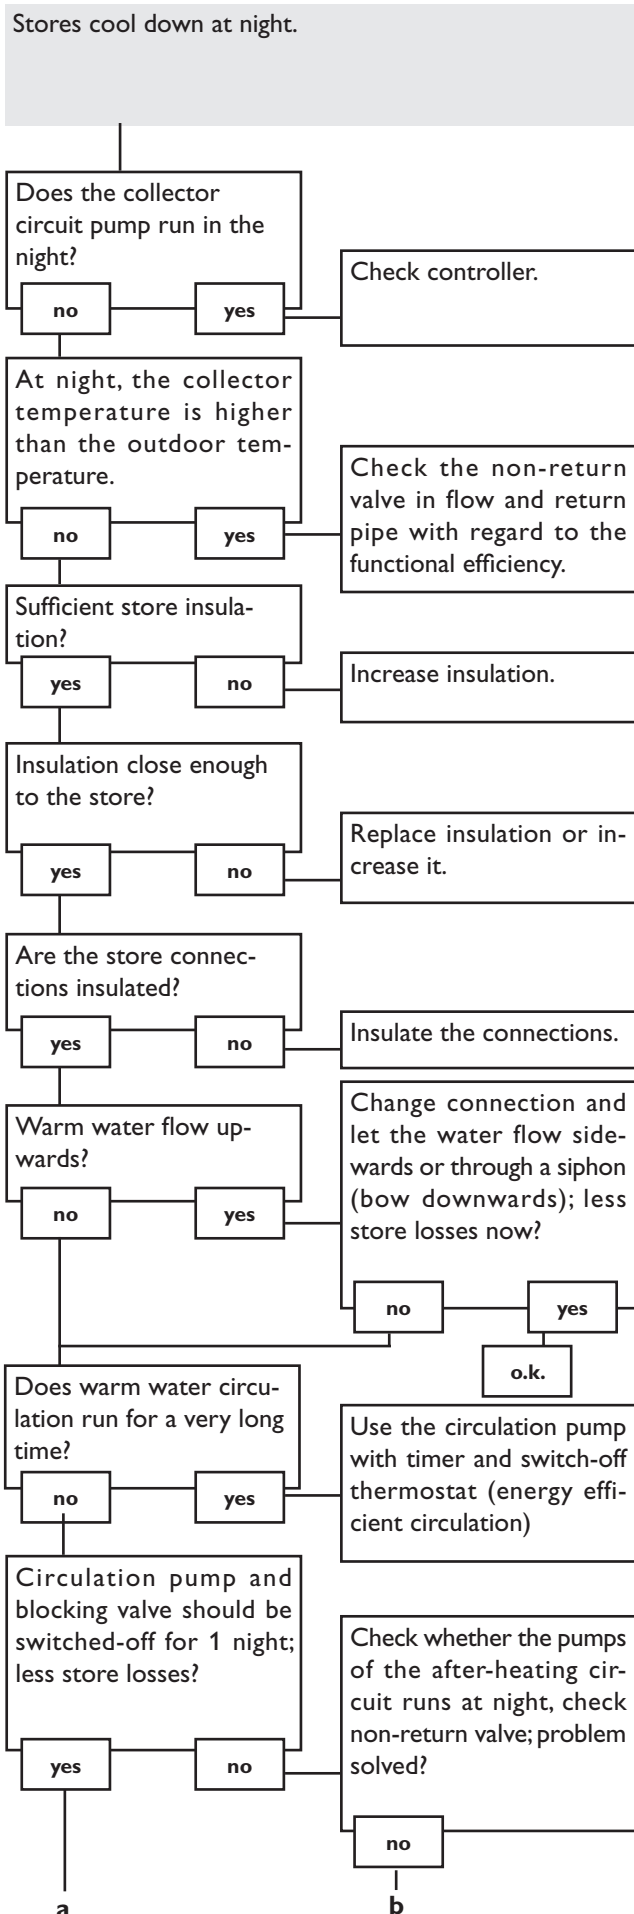 Stores cool down at night.
Does the collector
circuit pump run in the
night?
no
yes
Check controller.
At night, the collector
temperature is higher
than the outdoor tem-
perature.
no
yes
Check the non-return
valve in flow and return
pipe with regard to the
functional efficiency.
Sufficient store insula-
tion?
yes
no
Increase insulation.
Insulation close enough
to the store?
yes
no
Replace insulation or in-
crease it.
Are the store connec-
tions insulated?
yes
no
Insulate the connections.
Warm water flow up-
wards?
no
yes
Change connection and
let the water flow side-
wards or through a siphon
(bow downwards); less
store losses now?
no
yes
o.k.
Does warm water circu-
lation run for a very long
time?
no
yes
Use the circulation pump
with timer and switch-off
thermostat (energy effi-
cient circulation)
Circulation pump and
blocking valve should be
switched-off for 1 night;
less store losses?
yes
no
Check whether the pumps
of the after-heating cir-
cuit runs at night, check
non-return valve; problem
solved?
no
a
b